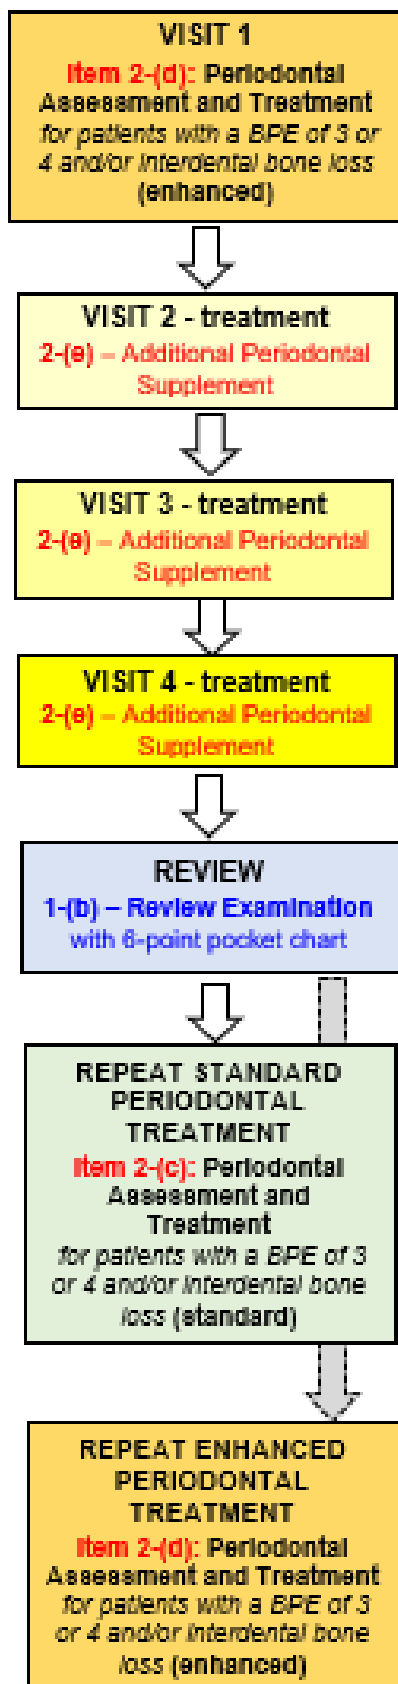 VISIT 1
Item 2-(d): Periodontal
Assessment and Treatment
for patients with a BPE of 3 or
4 and/or interdental bone loss
(enhanced)
VISIT 2 - treatment
2-(e) – Additional Periodontal
Supplement
VISIT 3 - treatment
2-(e) – Additional Periodontal
Supplement
VISIT 4 - treatment
2-(e) – Additional Periodontal
Supplement
REVIEW
1-(b) – Review Examination
with 6-point pocket chart
REPEAT STANDARD
PERIODONTAL
TREATMENT
Item 2-(c): Periodontal
Assessment and
Treatment
for patients with a BPE of 3
or 4 and/or interdental bone
loss (standard)
REPEAT ENHANCED
PERIODONTAL
TREATMENT
Item 2-(d): Periodontal
Assessment and Treatment
for patients with a BPE of 3
or 4 and/or interdental bone
loss (enhanced)